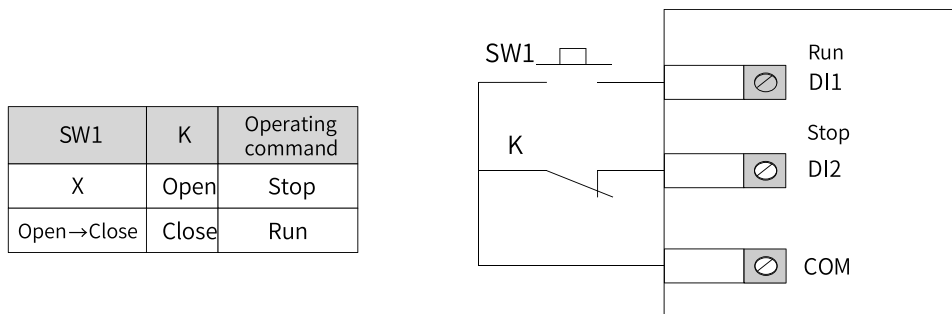 SW1 K Operating
command
X Open Stop
Open→Close Close Run
SW1
K
Run
DI1
Stop
DI2
COM